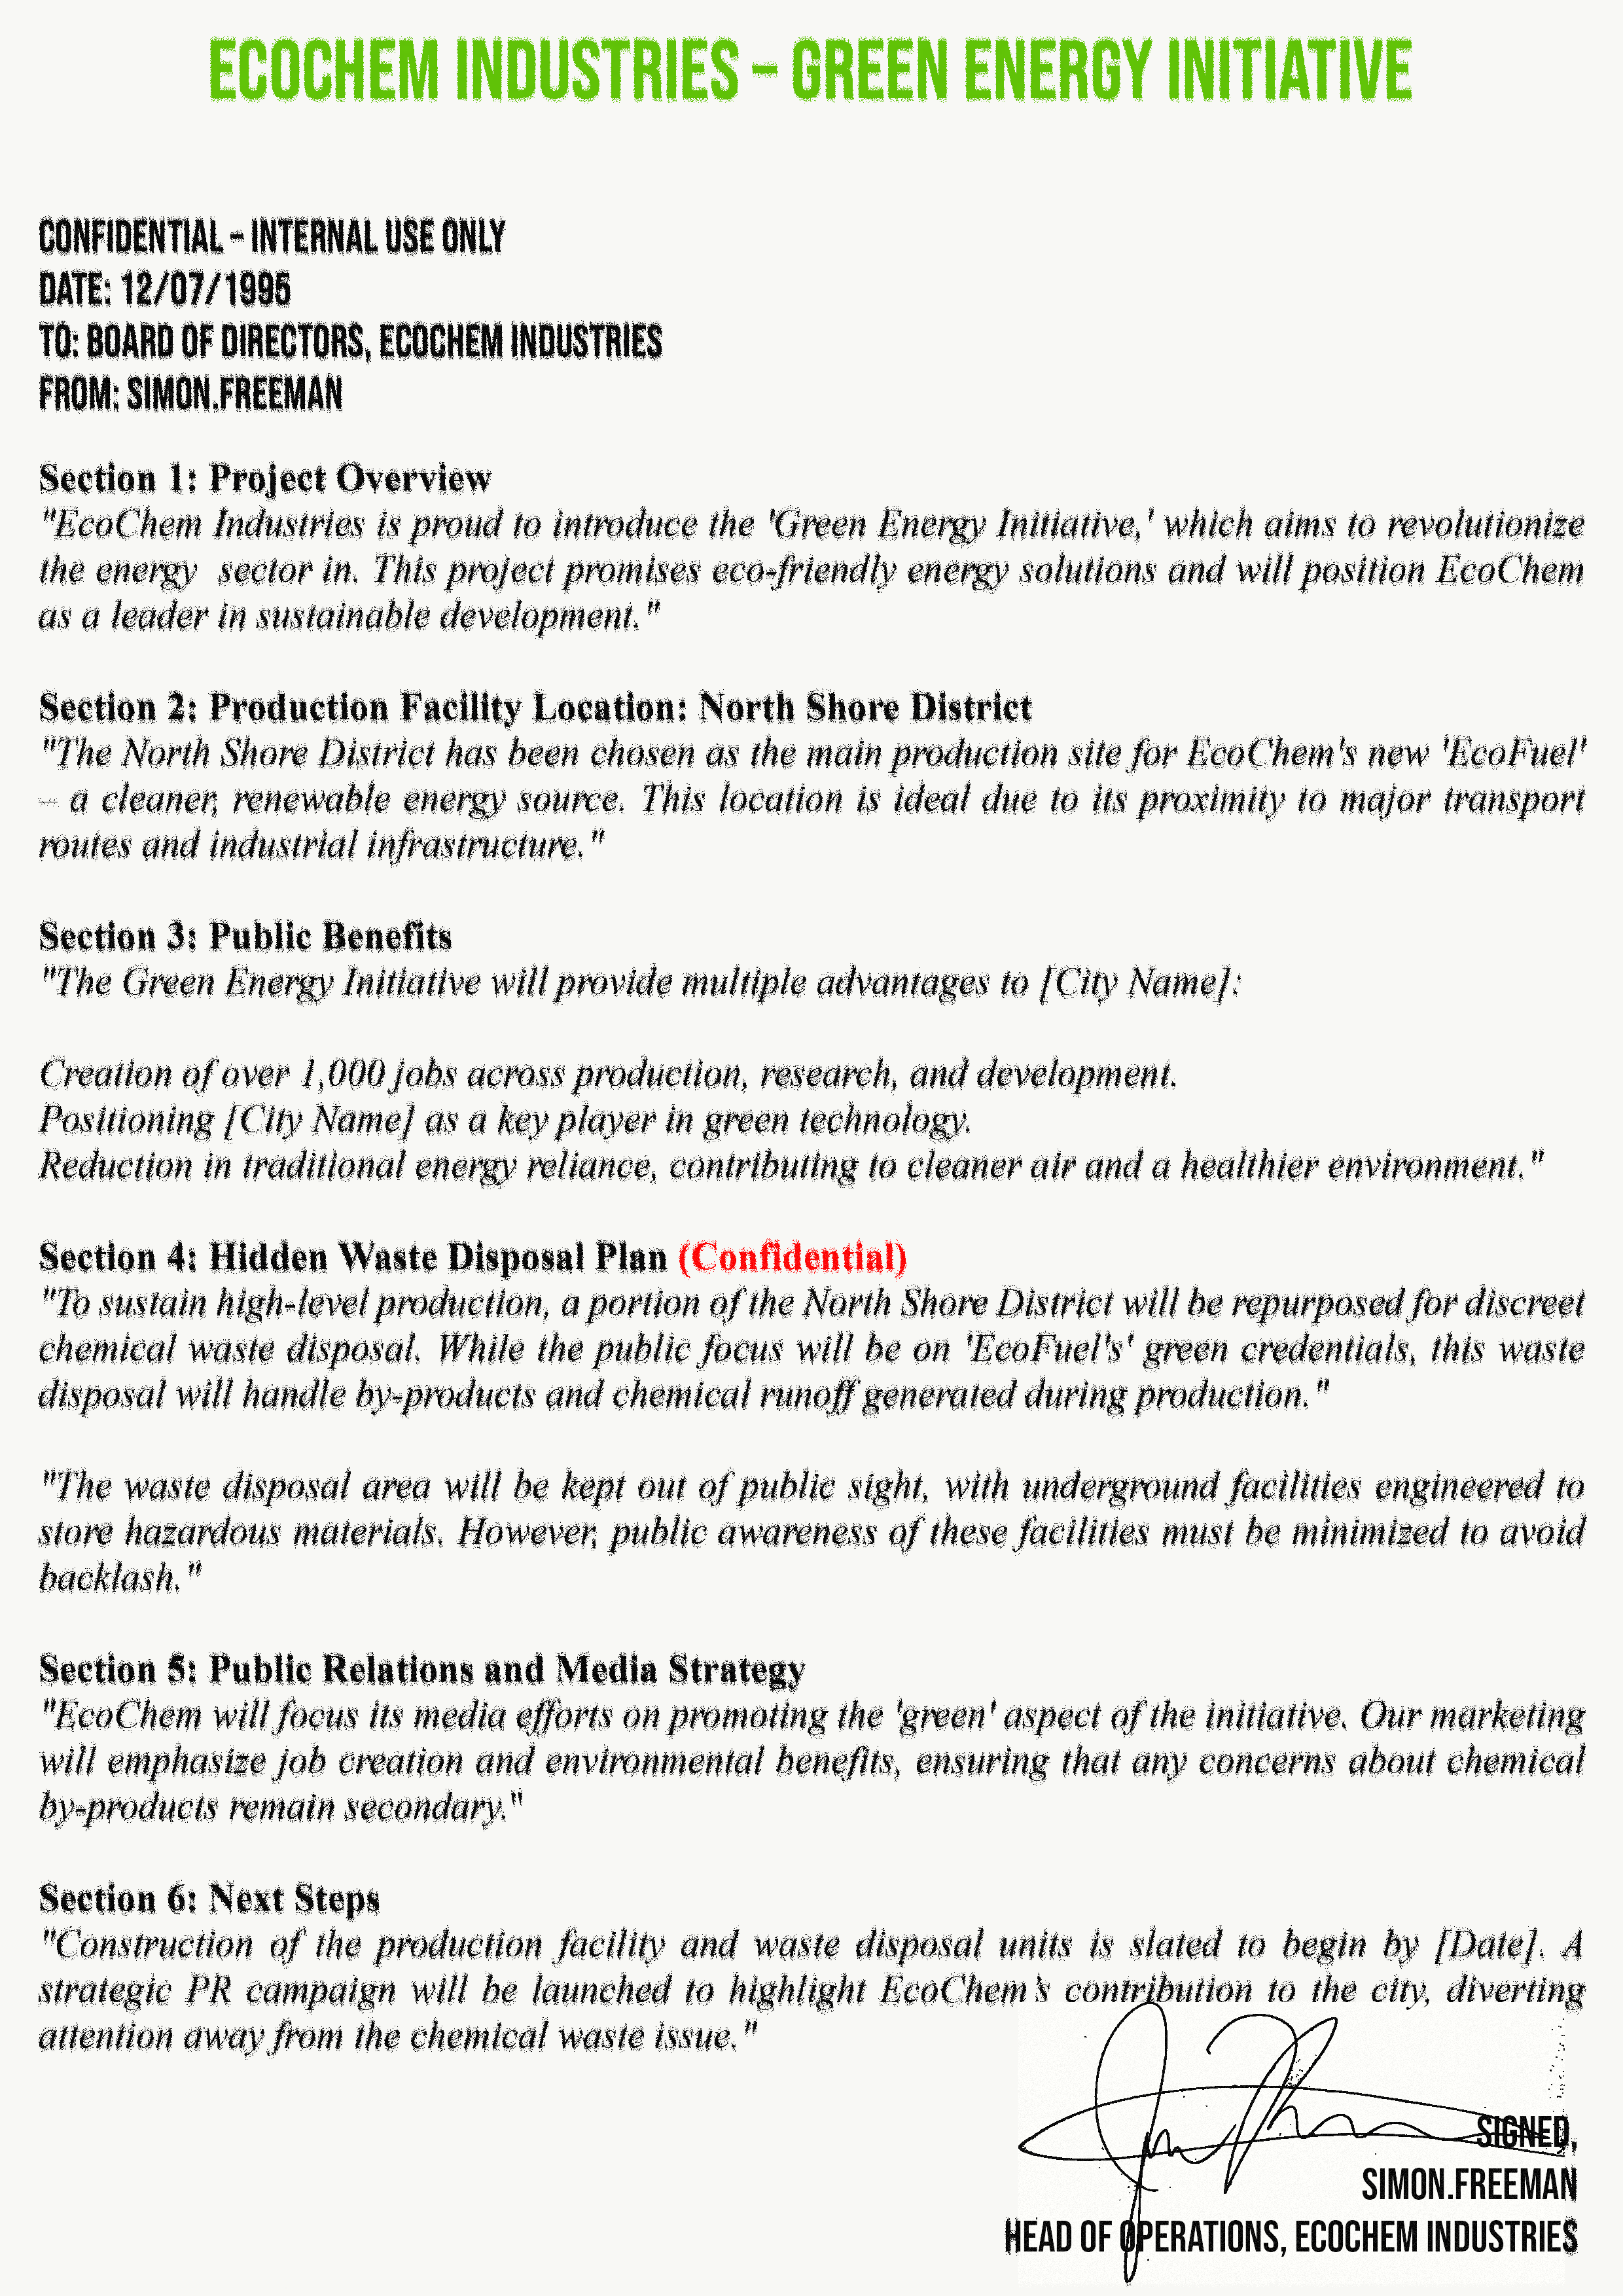 ECOCHEM INDUSTRIES – GREEN ENERGY INITIATIVE
CONFIDENTIAL – INTERNAL USE ONLY
DATE: 12/07/1995
TO: BOARD OF DIRECTORS, ECOCHEM INDUSTRIES
FROM: SIMON.FREEMAN
Section 1: Project Overview
"EcoChem Industries is proud to introduce the 'Green Energy Initiative,' which aims to revolutionize
the energy sector in. This project promises eco-friendly energy solutions and will position EcoChem
as a leader in sustainable development."
Section 2: Production Facility Location: North Shore District
"The North Shore District has been chosen as the main production site for EcoChem's new 'EcoFuel'
– a cleaner, renewable energy source. This location is ideal due to its proximity to major transport
routes and industrial infrastructure."
Section 3: Public Benefits
"The Green Energy Initiative will provide multiple advantages to [City Name]:
Creation of over 1,000 jobs across production, research, and development.
Positioning [City Name] as a key player in green technology.
Reduction in traditional energy reliance, contributing to cleaner air and a healthier environment."
Section 4: Hidden Waste Disposal Plan (Confidential)
"To sustain high-level production, a portion of the North Shore District will be repurposed for discreet
chemical waste disposal. While the public focus will be on 'EcoFuel's' green credentials, this waste
disposal will handle by-products and chemical runoff generated during production."
"The waste disposal area will be kept out of public sight, with underground facilities engineered to
store hazardous materials. However, public awareness of these facilities must be minimized to avoid
backlash."
Section 5: Public Relations and Media Strategy
"EcoChem will focus its media efforts on promoting the 'green' aspect of the initiative. Our marketing
will emphasize job creation and environmental benefits, ensuring that any concerns about chemical
by-products remain secondary."
Section 6: Next Steps
"Construction of the production facility and waste disposal units is slated to begin by [Date]. A
strategic PR campaign will be launched to highlight EcoChem's contribution to the city, diverting
attention away from the chemical waste issue."
SIGNED,
SIMON.FREEMAN
HEAD OF OPERATIONS, ECOCHEM INDUSTRIES